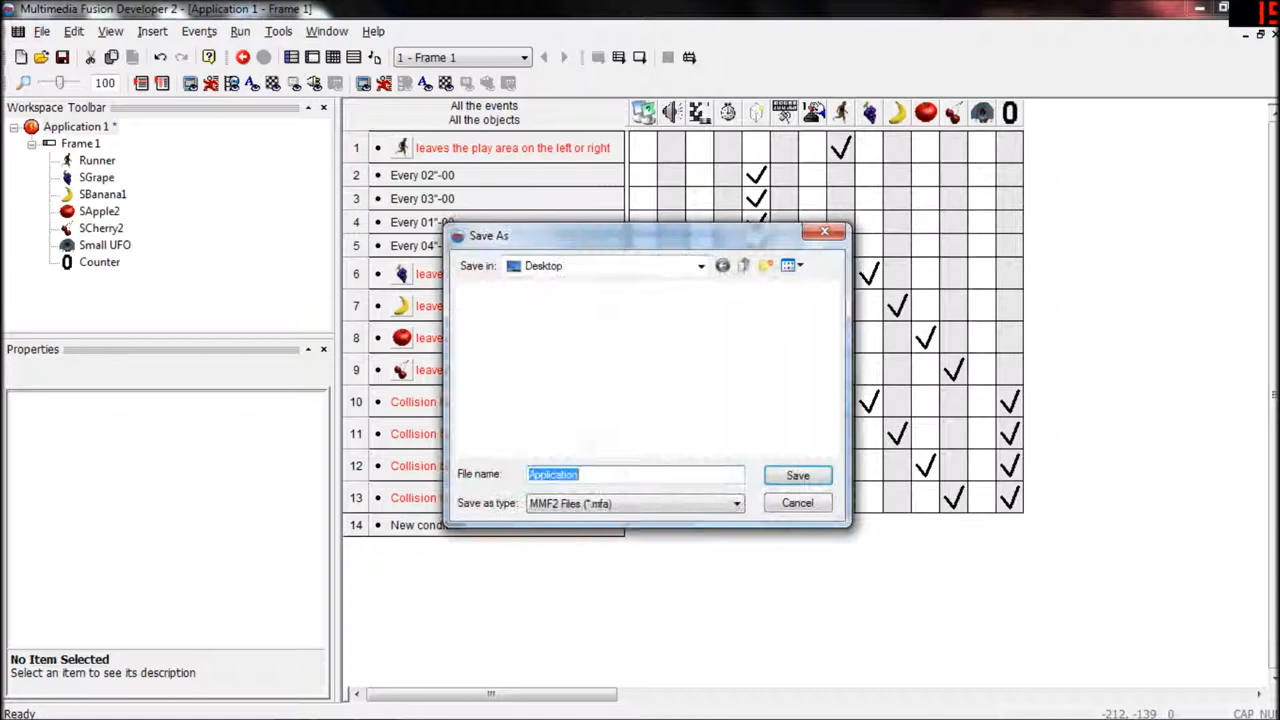 Multimedia Fusion Developer 2 - [Application 1 - Frame 1]
15
File Edit View Insert Events Run Tools Window Help
1 - Frame 1
100
Workspace Toolbar
Application 1 *
Frame 1
Runner
SGrape
SBanana1
SApple2
SCherry2
Small UFO
0 Counter
Properties
No Item Selected
Select an item to see its description
All the events
All the objects
0
1 • leaves the play area on the left or right
2 • Every 02"-00
3 • Every 03"-00
4 • Every 01"-00
5 • Every 04"-
6 • leave
7 • leave
8 • leave
9 • leave
10 • Collision
11 • Collision
12 • Collision
13 • Collision
14 • New cond
Save As
Save in: Desktop
File name: Application
Save
Save as type: MMF2 Files (*.mfa)
Cancel
Ready
-212, -139 0 CAP NU